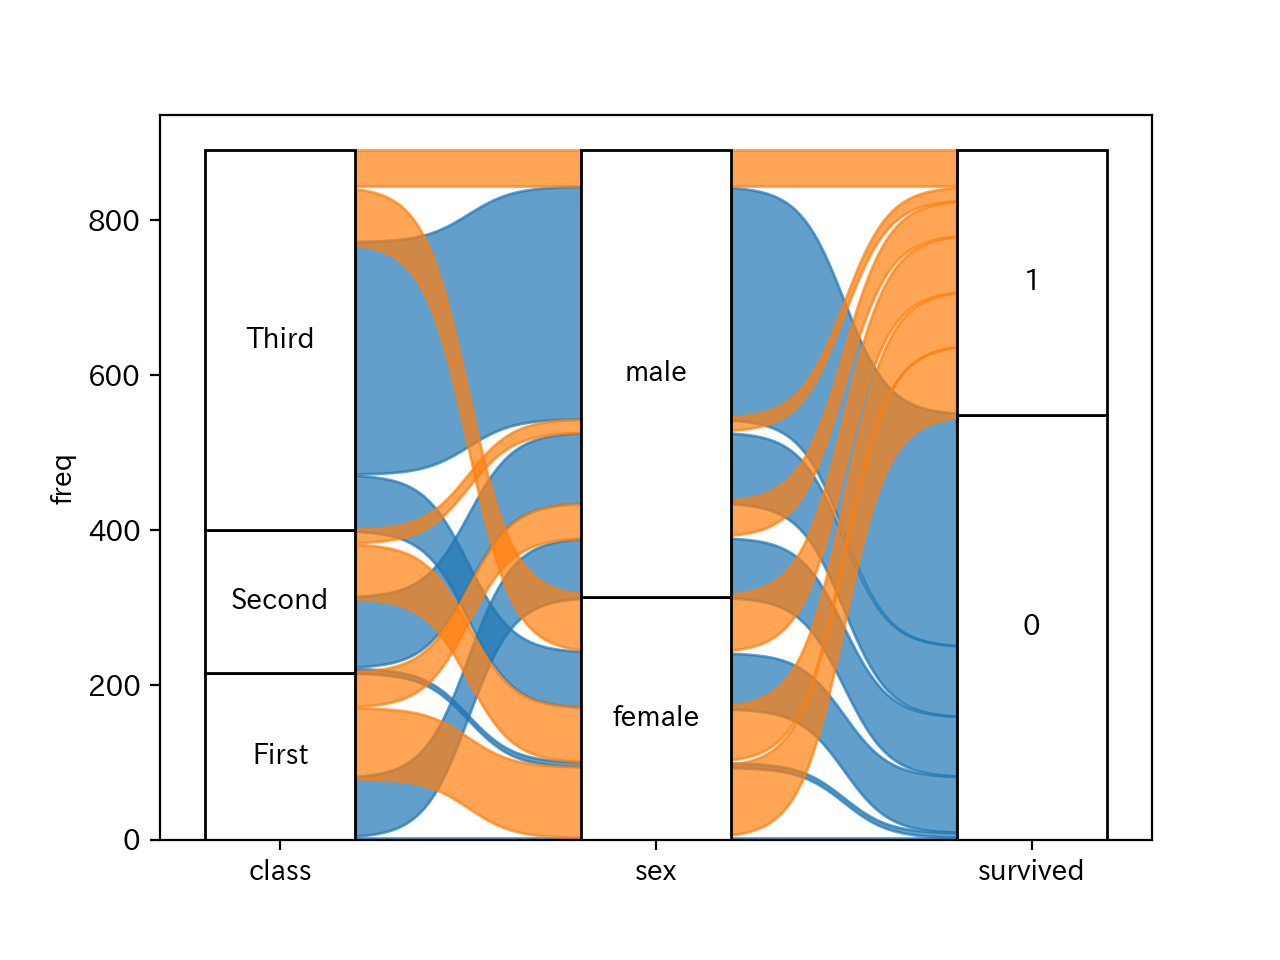 freq
800
600
400
200
0
Third
Second
First
male
female
1
0
class
sex
survived